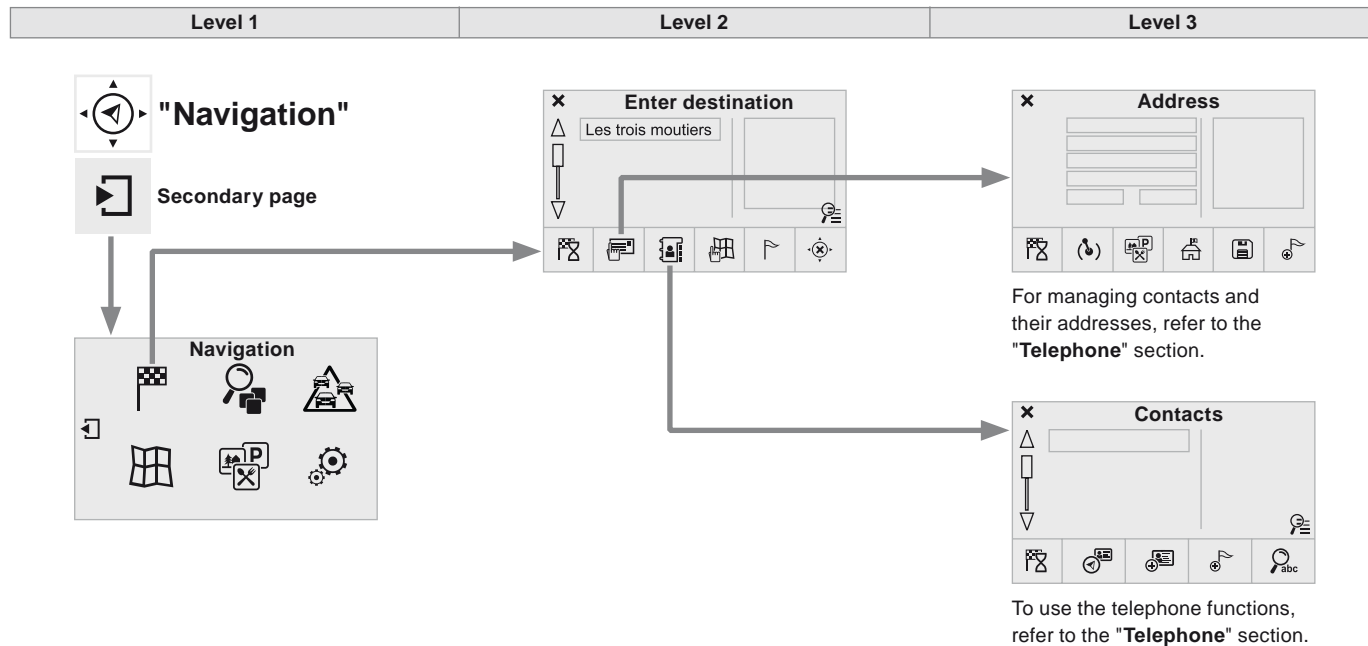 Level 1
Level 2
Level 3
"Navigation"
Secondary page
Navigation
P
Enter destination
Les trois moutiers
Address
P
For managing contacts and
their addresses, refer to the
"Telephone" section.
Contacts
abc
To use the telephone functions,
refer to the "Telephone" section.